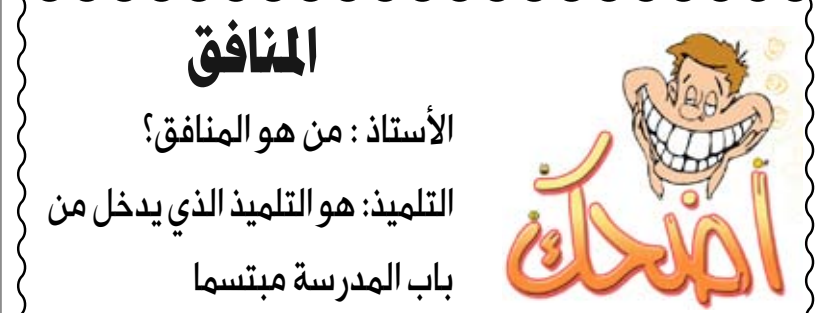 المنافق
الأستاذ : من هو المنافق؟
التلميذ: هو التلميذ الذي يدخل من
باب المدرسة مبتسما
أضحك